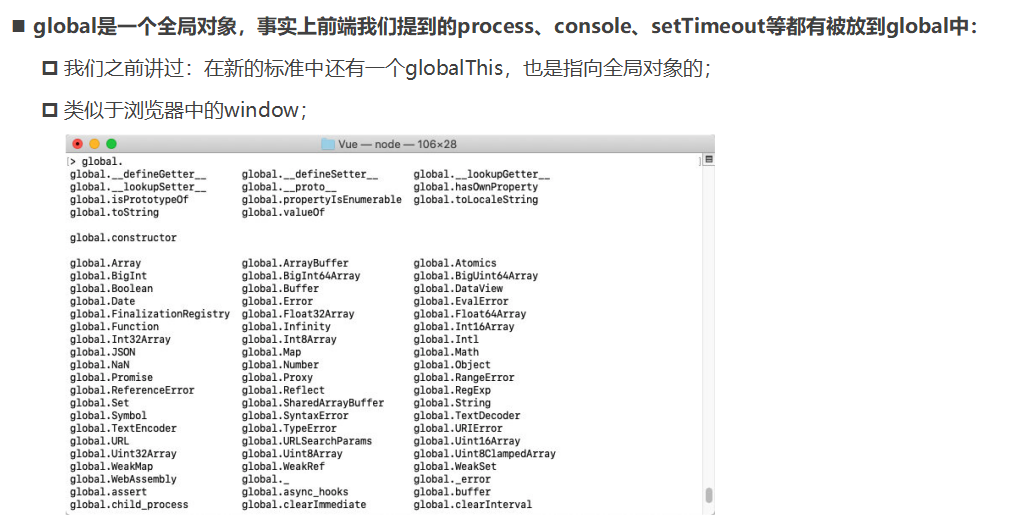 global是一个全局对象，事实上前端我们提到的process、console、setTimeout等都有被放到global中：
我们之前讲过：在新的标准中还有一个globalThis，也是指向全局对象的；
类似于浏览器中的window；
Vue — node — 106×28
[> global.
global.__defineGetter__ global.__defineSetter__ global.__lookupGetter__
global.__lookupSetter__ global.__proto__ global.hasOwnProperty
global.isPrototypeOf global.propertyIsEnumerable global.toLocaleString
global.toString global.valueOf
global.constructor
global.Array global.ArrayBuffer global.Atomics
global.BigInt global.BigInt64Array global.BigUint64Array
global.Boolean global.Buffer global.DataView
global.Date global.Error global.EvalError
global.FinalizationRegistry global.Float32Array global.Float64Array
global.Function global.Infinity global.Int16Array
global.Int32Array global.Int8Array global.Intl
global.JSON global.Map global.Math
global.NaN global.Number global.Object
global.Promise global.Proxy global.RangeError
global.ReferenceError global.Reflect global.RegExp
global.Set global.SharedArrayBuffer global.String
global.Symbol global.SyntaxError global.TextDecoder
global.TextEncoder global.TypeError global.URIError
global.URL global.URLSearchParams global.Uint16Array
global.Uint32Array global.Uint8Array global.Uint8ClampedArray
global.WeakMap global.WeakRef global.WeakSet
global.WebAssembly global._ global._error
global.assert global.async_hooks global.buffer
global.child_process global.clearImmediate global.clearInterval